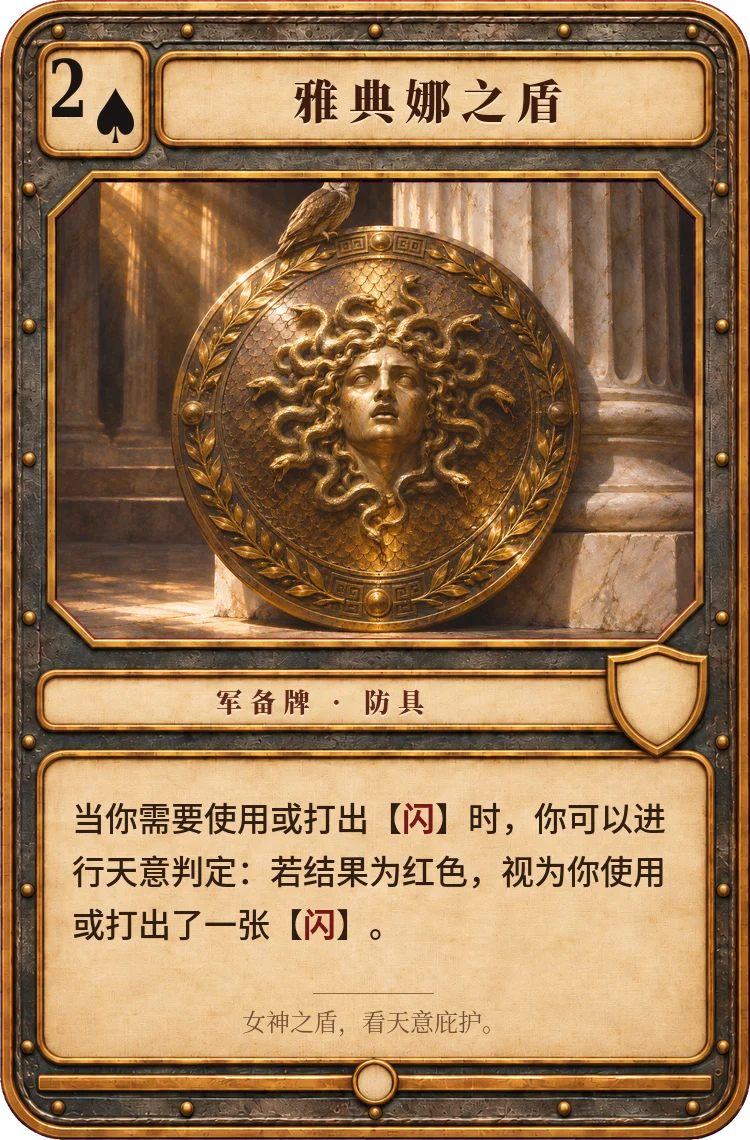 2♠
雅典娜之盾
军备牌 · 防具
当你需要使用或打出【闪】时，你可以进
行天意判定：若结果为红色，视为你使用
或打出了一张【闪】。
女神之盾，看天意庇护。